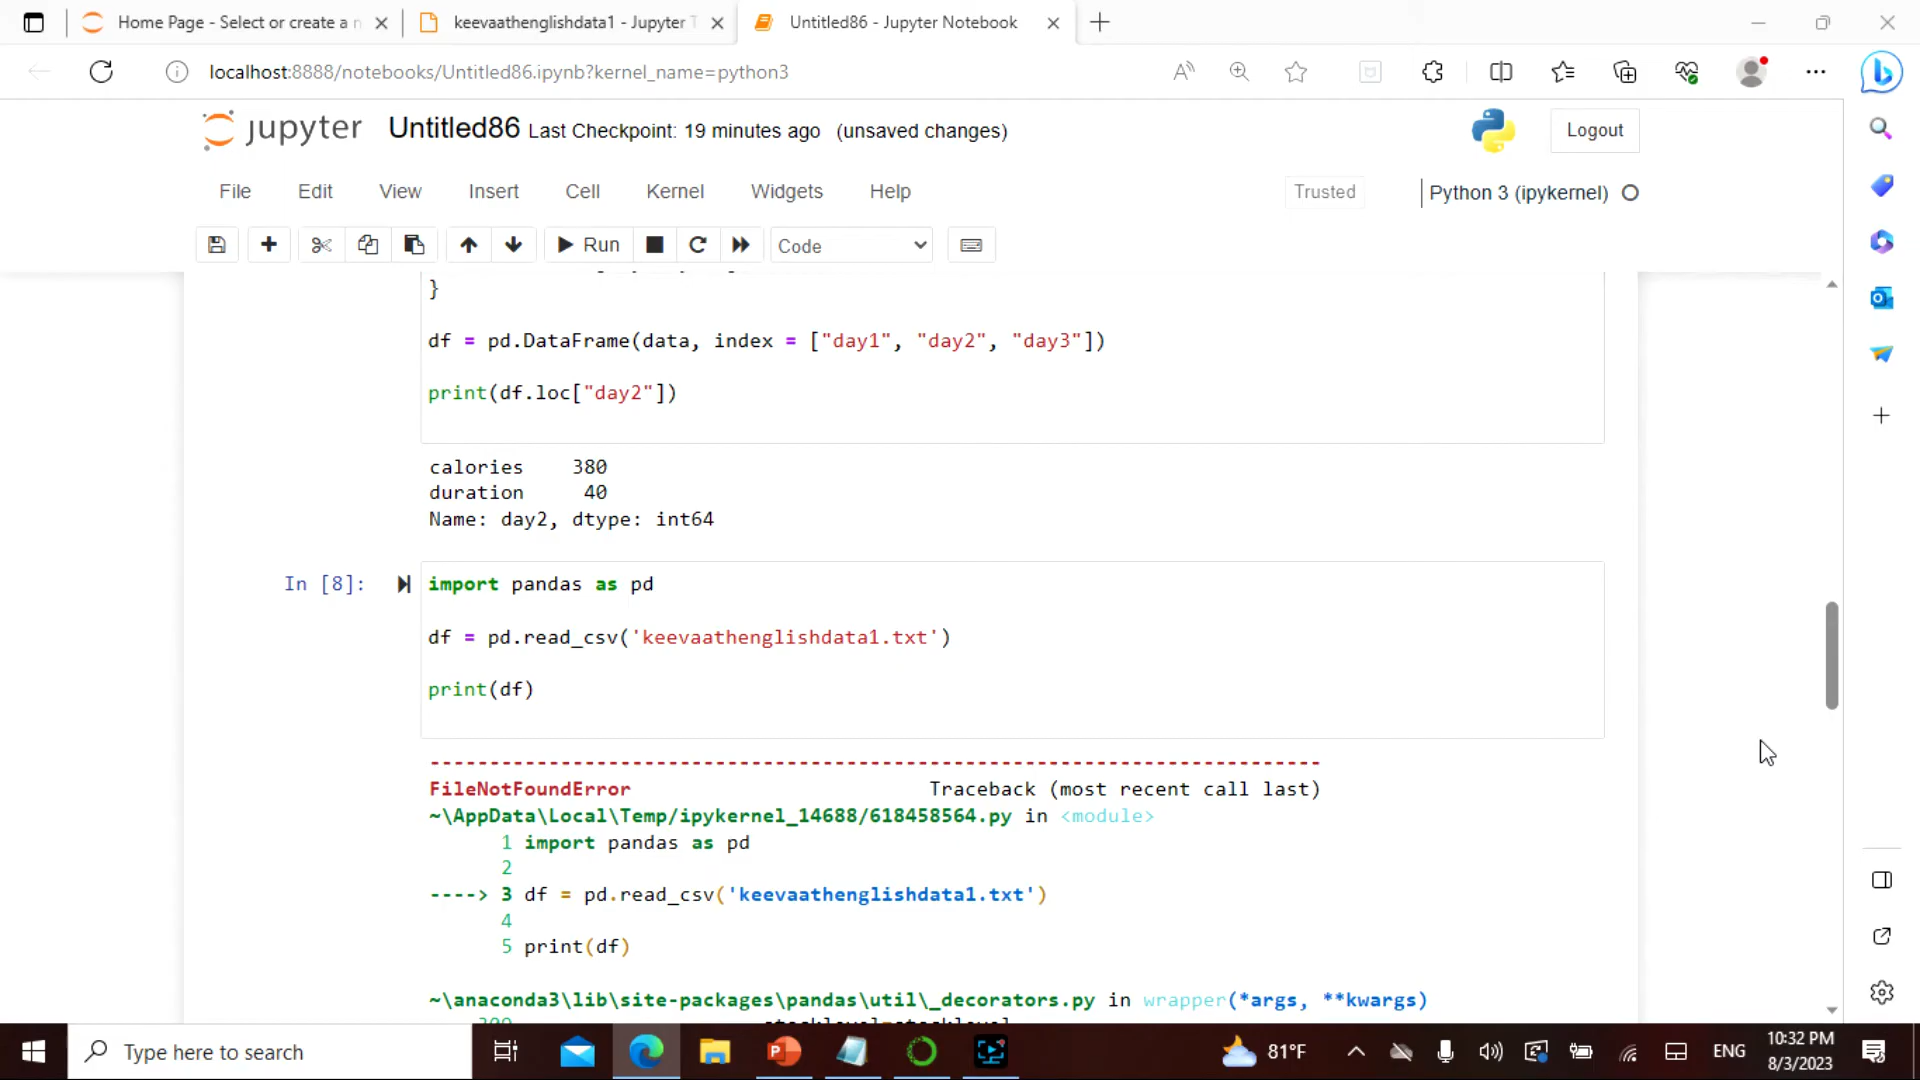 Home Page - Select or create a n
keevaathenglishdata1 - Jupyter T
Untitled86 - Jupyter Notebook
localhost:8888/notebooks/Untitled86.ipynb?kernel_name=python3
jupyter Untitled86 Last Checkpoint: 19 minutes ago (unsaved changes)
Logout
File Edit View Insert Cell Kernel Widgets Help
Trusted
Python 3 (ipykernel)
Run
Code
}
df = pd.DataFrame(data, index = ["day1", "day2", "day3"])
print(df.loc["day2"])
calories 380
duration 40
Name: day2, dtype: int64
In [8]:
import pandas as pd
df = pd.read_csv('keevaathenglishdata1.txt')
print(df)
---------------------------------------------------------------------------
FileNotFoundError Traceback (most recent call last)
~\AppData\Local\Temp/ipykernel_14688/618458564.py in <module>
1 import pandas as pd
2
----> 3 df = pd.read_csv('keevaathenglishdata1.txt')
4
5 print(df)
~\anaconda3\lib\site-packages\pandas\util\_decorators.py in wrapper(*args, **kwargs)
Type here to search
81°F
ENG
10:32 PM
8/3/2023